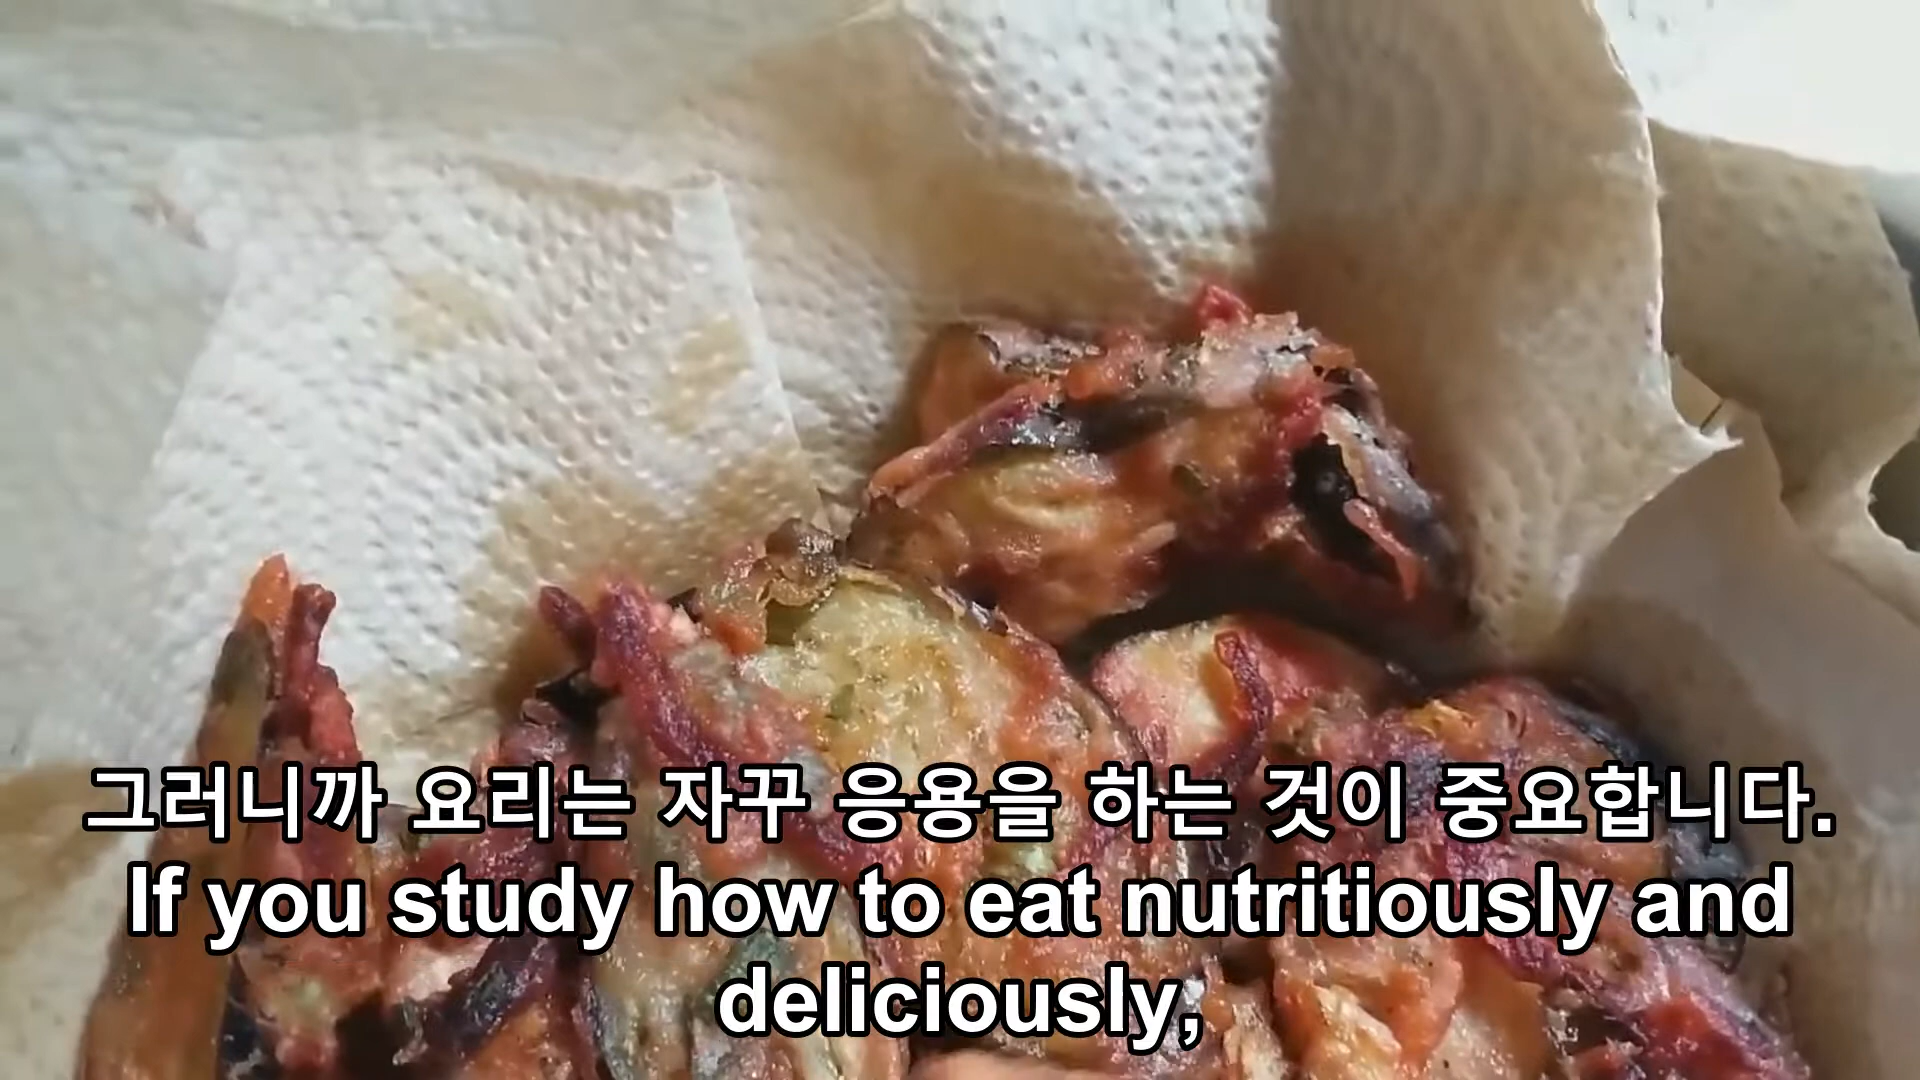 그러니까 요리는 자꾸 응용을 하는 것이 중요합니다.
If you study how to eat nutritiously and
deliciously,